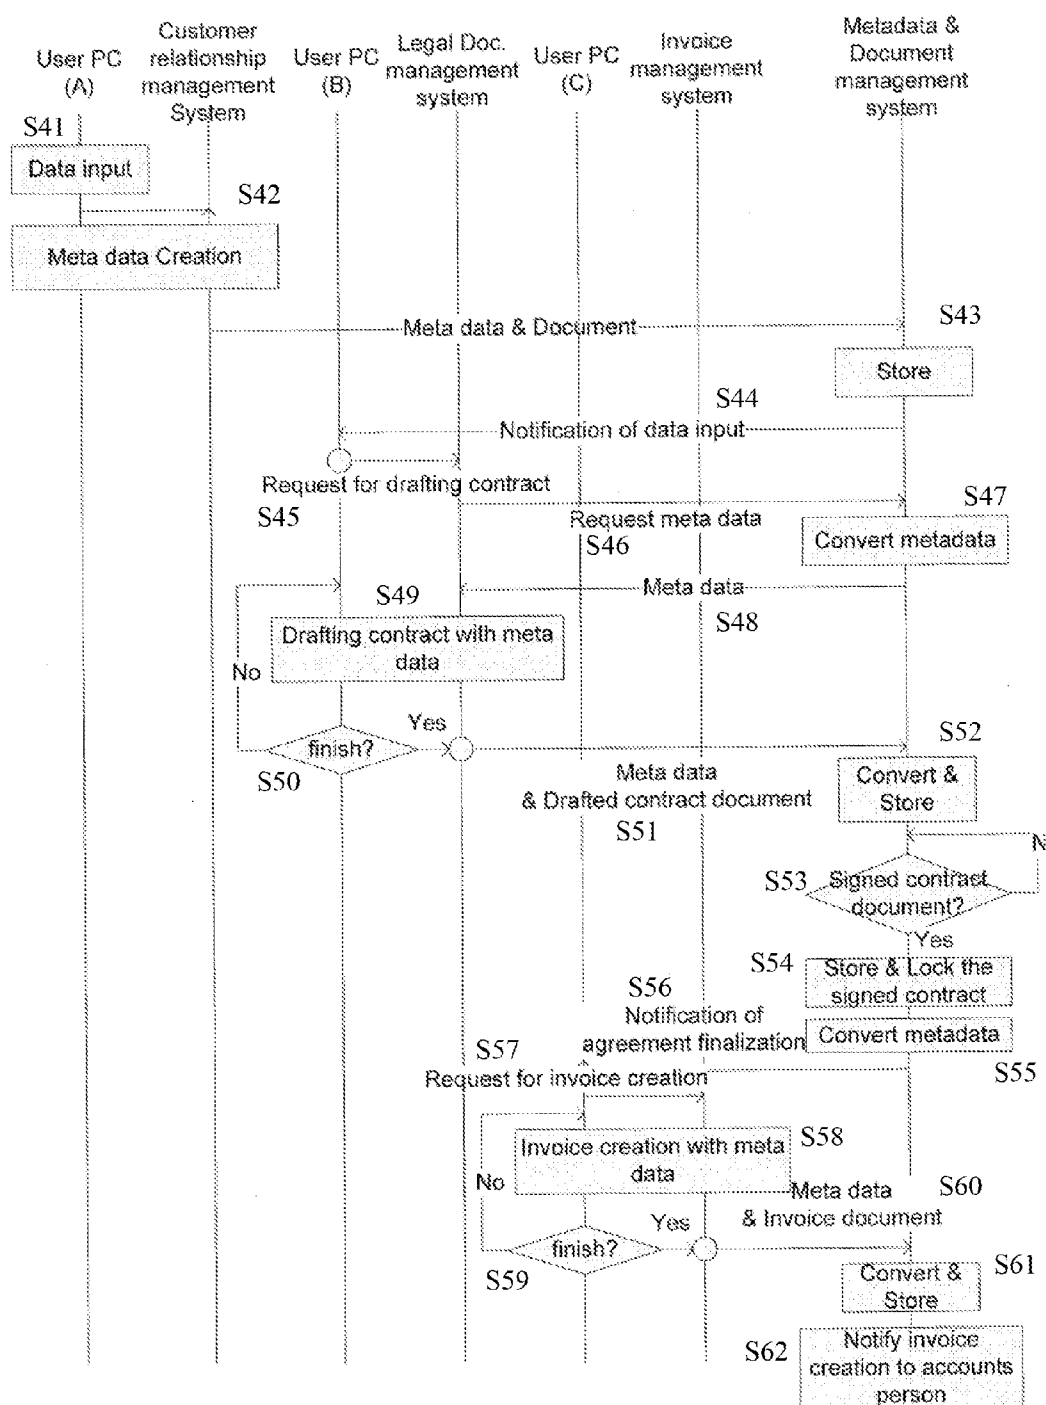 User PC
(A)
Customer
relationship
management
System
User PC
(B)
Legal Doc.
management
system
User PC
(C)
Invoice
management
system
Metadata &
Document
management
system
S41
Data input
S42
Meta data Creation
Meta data & Document
S43
Store
S44
Notification of data input
Request for drafting contract
S45
Request meta data
S46
S47
Convert metadata
Meta data
S48
S49
Drafting contract with meta
data
No
finish?
Yes
S50
Meta data
& Drafted contract document
S51
S52
Convert &
Store
N
S53
Signed contract
document?
Yes
S54
Store & Lock the
signed contract
S56
Notification of
agreement finalization
Convert metadata
S55
S57
Request for invoice creation
S58
Invoice creation with meta
data
No
Meta data
& Invoice document
S60
Yes
finish?
S59
S61
Convert &
Store
S62
Notify invoice
creation to accounts
person